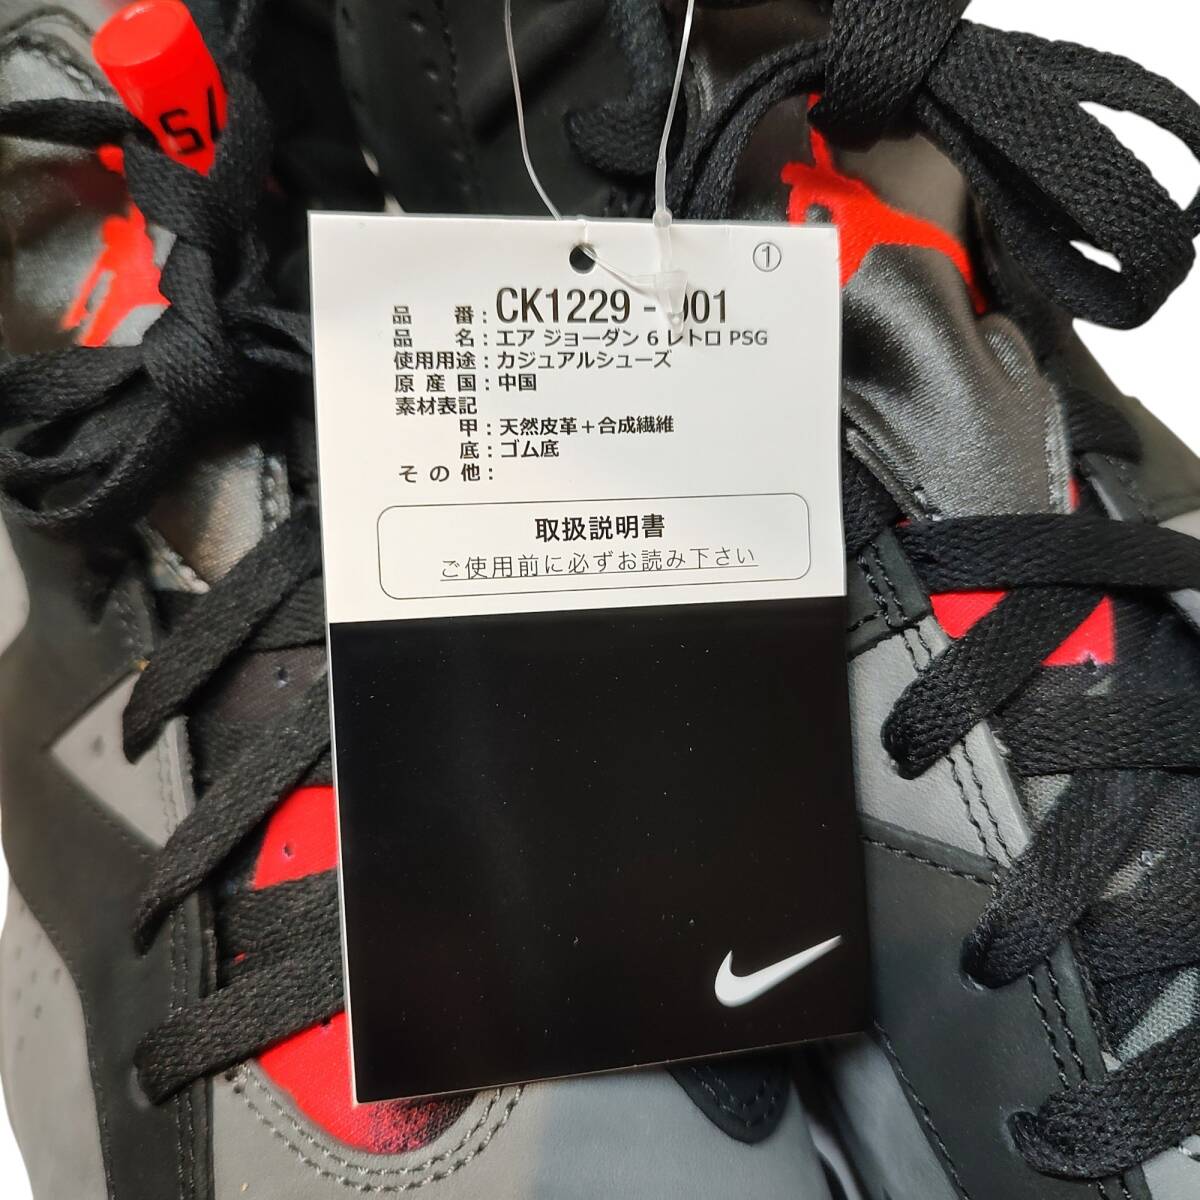 ①
品 番：CK1229-001
品 名：エア ジョーダン 6 レトロ PSG
使用用途：カジュアルシューズ
原 産 国：中国
素材表記
甲：天然皮革＋合成繊維
底：ゴム底
そ の 他：
取扱説明書
ご使用前に必ずお読み下さい